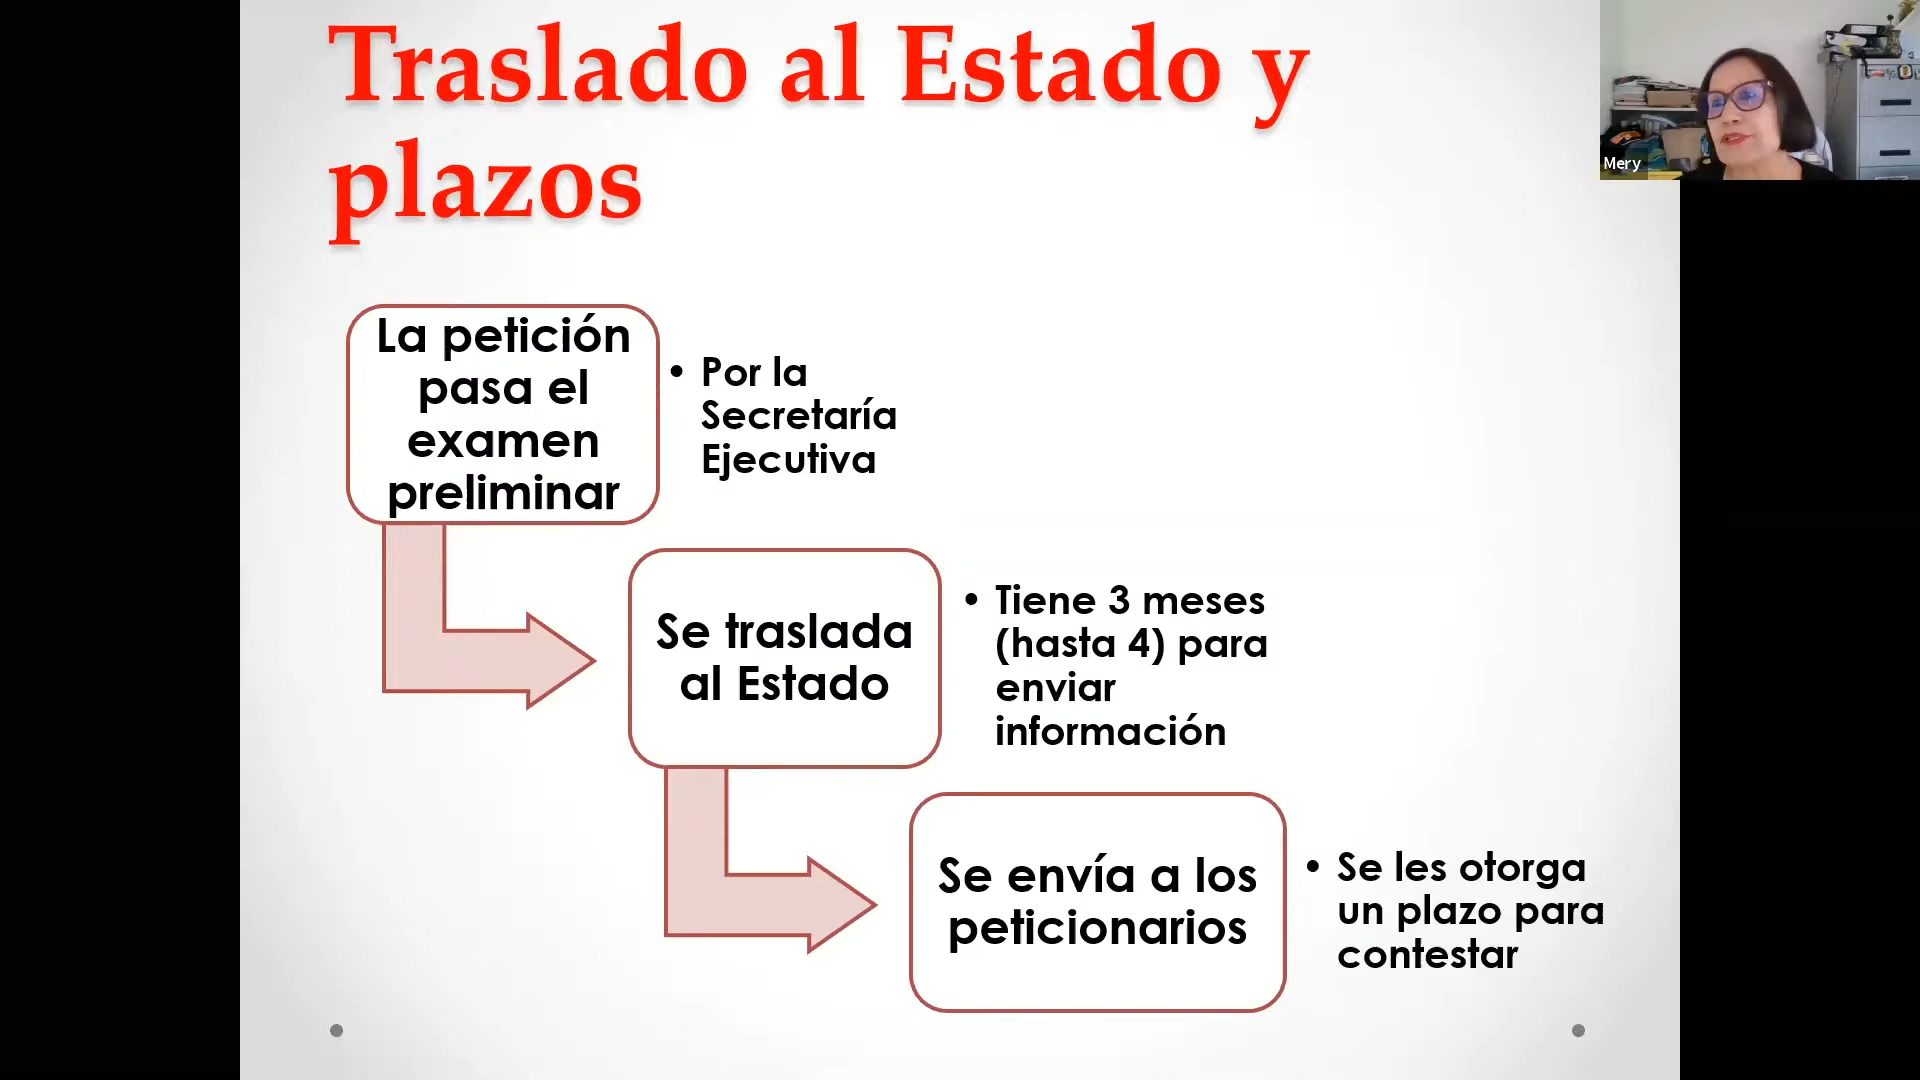 Traslado al Estado y
plazos
Mery
La petición
pasa el
examen
preliminar
• Por la
Secretaría
Ejecutiva
Se traslada
al Estado
• Tiene 3 meses
(hasta 4) para
enviar
información
Se envía a los
peticionarios
• Se les otorga
un plazo para
contestar